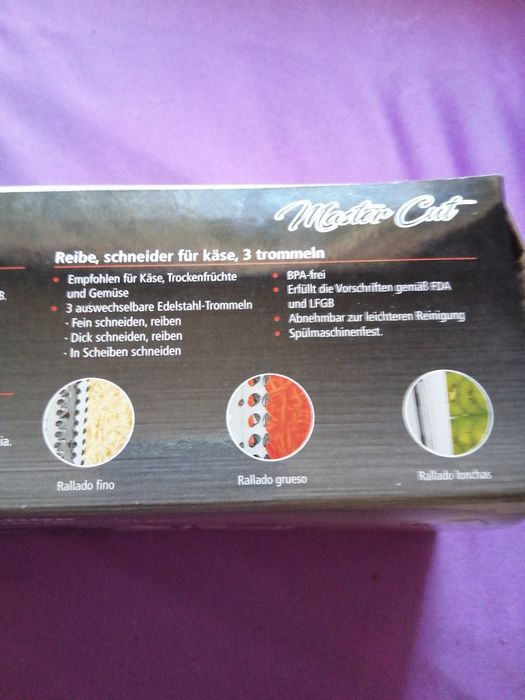 Master Cut
Reibe, schneider für käse, 3 trommeln
• Empfohlen für Käse, Trockenfrüchte
und Gemüse
• 3 auswechselbare Edelstahl-Trommeln
- Fein schneiden, reiben
- Dick schneiden, reiben
- In Scheiben schneiden
• BPA-frei
• Erfüllt die Vorschriften gemäß FDA
und LFGB
• Abnehmbar zur leichteren Reinigung
• Spülmaschinenfest.
Rallado fino
Rallado grueso
Rallado lonchas